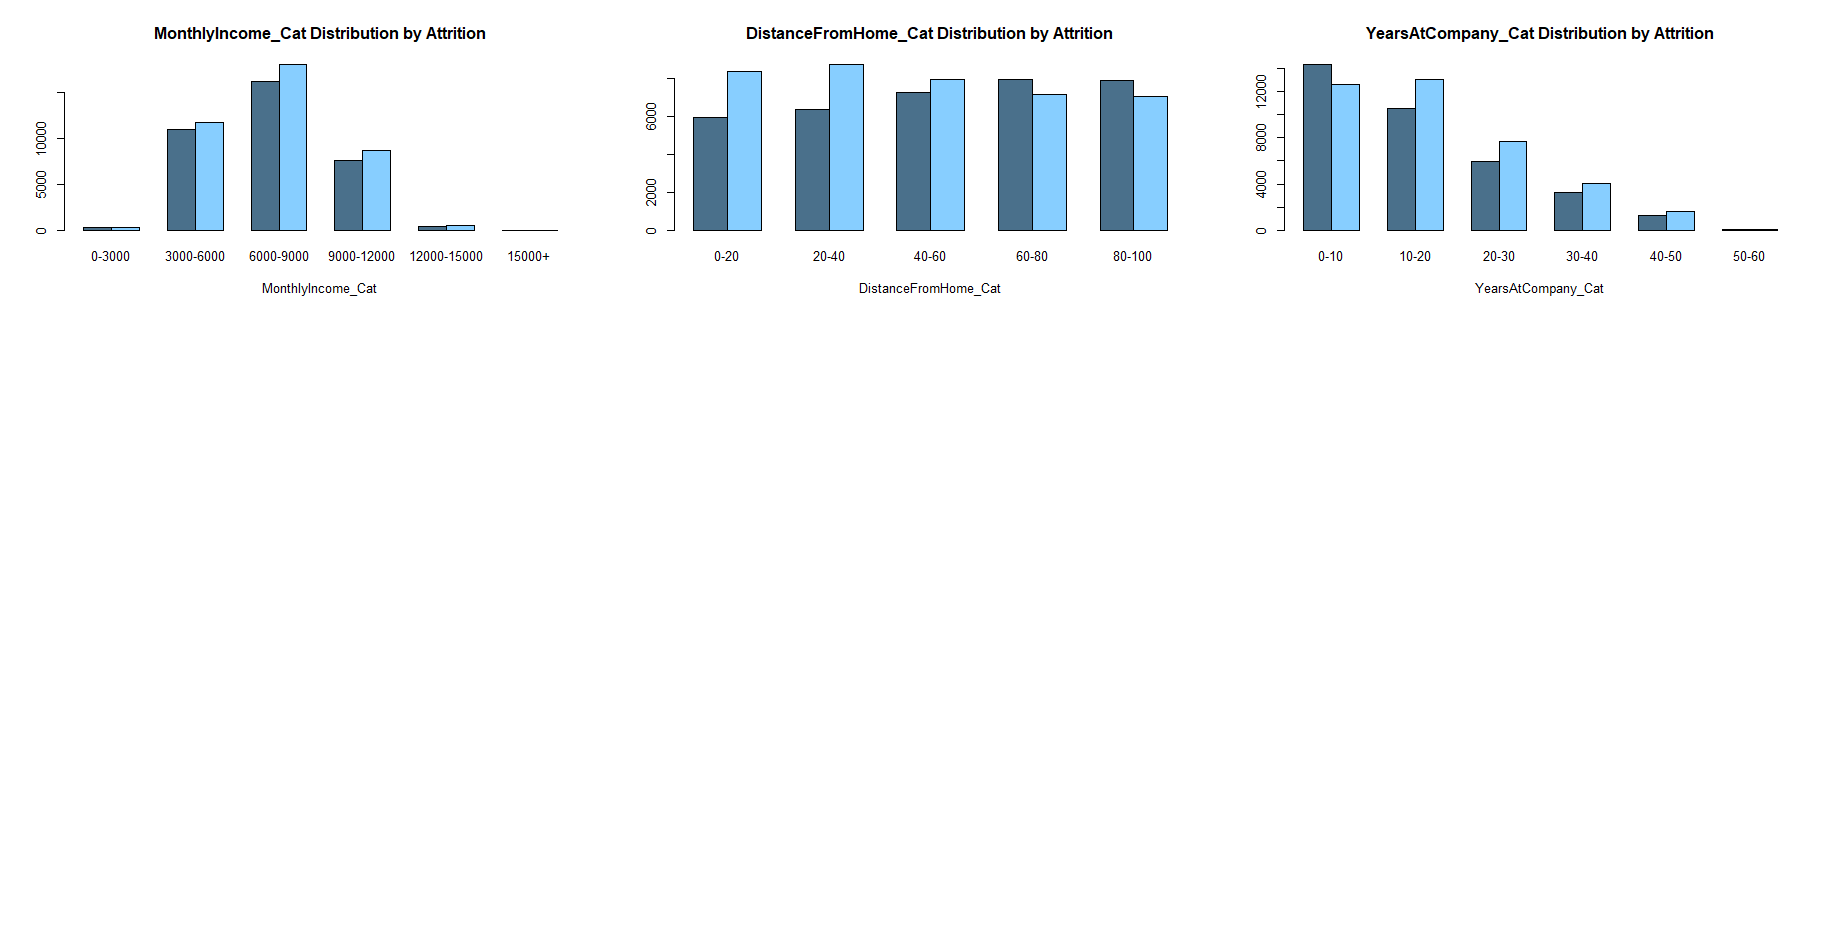 MonthlyIncome_Cat Distribution by Attrition
10000
5000
0
0-3000 3000-6000 6000-9000 9000-12000 12000-15000 15000+
MonthlyIncome_Cat
DistanceFromHome_Cat Distribution by Attrition
6000
2000
0
0-20 20-40 40-60 60-80 80-100
DistanceFromHome_Cat
YearsAtCompany_Cat Distribution by Attrition
12000
8000
4000
0
0-10 10-20 20-30 30-40 40-50 50-60
YearsAtCompany_Cat